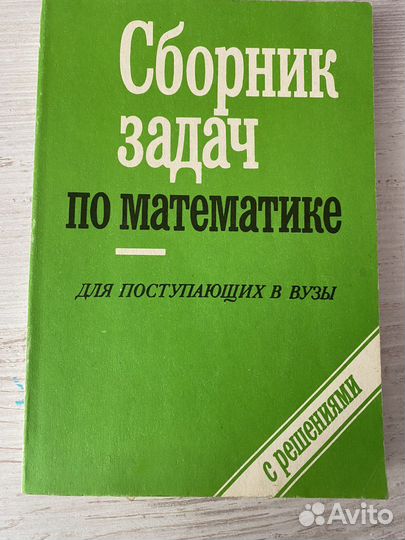 Сборник
задач
по математике
ДЛЯ ПОСТУПАЮЩИХ В ВУЗЫ
с решениями
Avito